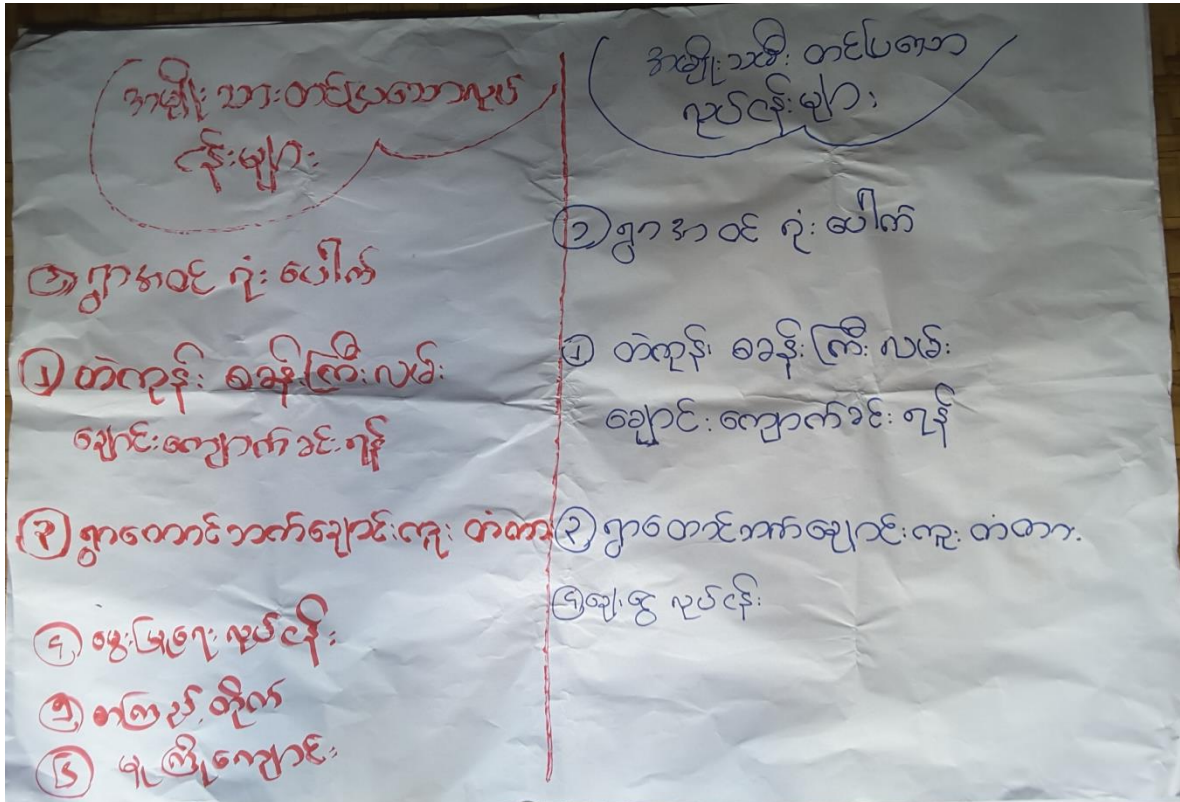 အမျိုးသားတင်ပြသောလုပ်
ငန်းများ
၁ ရွာအဝင် ဂုံးပေါက်
၂ တဲကုန်း စခန်းကြီးလမ်း
ချောင်းကျောက်ခင်းရန်
၃ ရွာတောင်ဘက်ချောင်းကူးတံတား
၄ မွေးမြူရေးလုပ်ငန်း
၅ စာကြည့်တိုက်
၆ မူကြိုကျောင်း
အမျိုးသမီးတင်ပြသော
လုပ်ငန်းများ
၁ ရွာအဝင် ဂုံးပေါက်
၂ တဲကုန်း စခန်းကြီးလမ်း
ချောင်းကျောက်ခင်းရန်
၃ ရွာတောင်ဘက်ချောင်းကူးတံတား
၄ ချေးငွေ လုပ်ငန်း